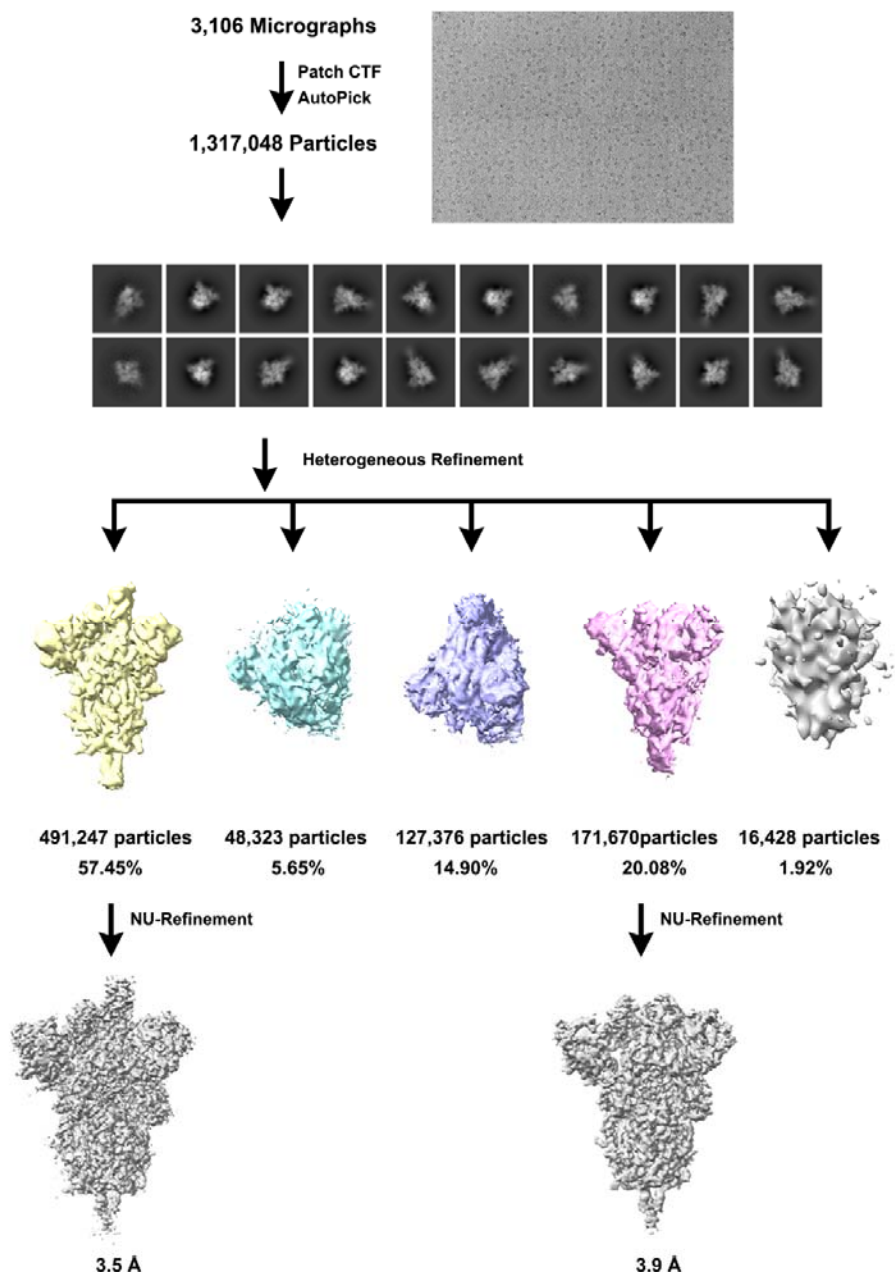 3,106 Micrographs
Patch CTF
AutoPick
1,317,048 Particles
Heterogeneous Refinement
491,247 particles
57.45%
48,323 particles
5.65%
127,376 particles
14.90%
171,670particles
20.08%
16,428 particles
1.92%
NU-Refinement
NU-Refinement
3.5 Å
3.9 Å